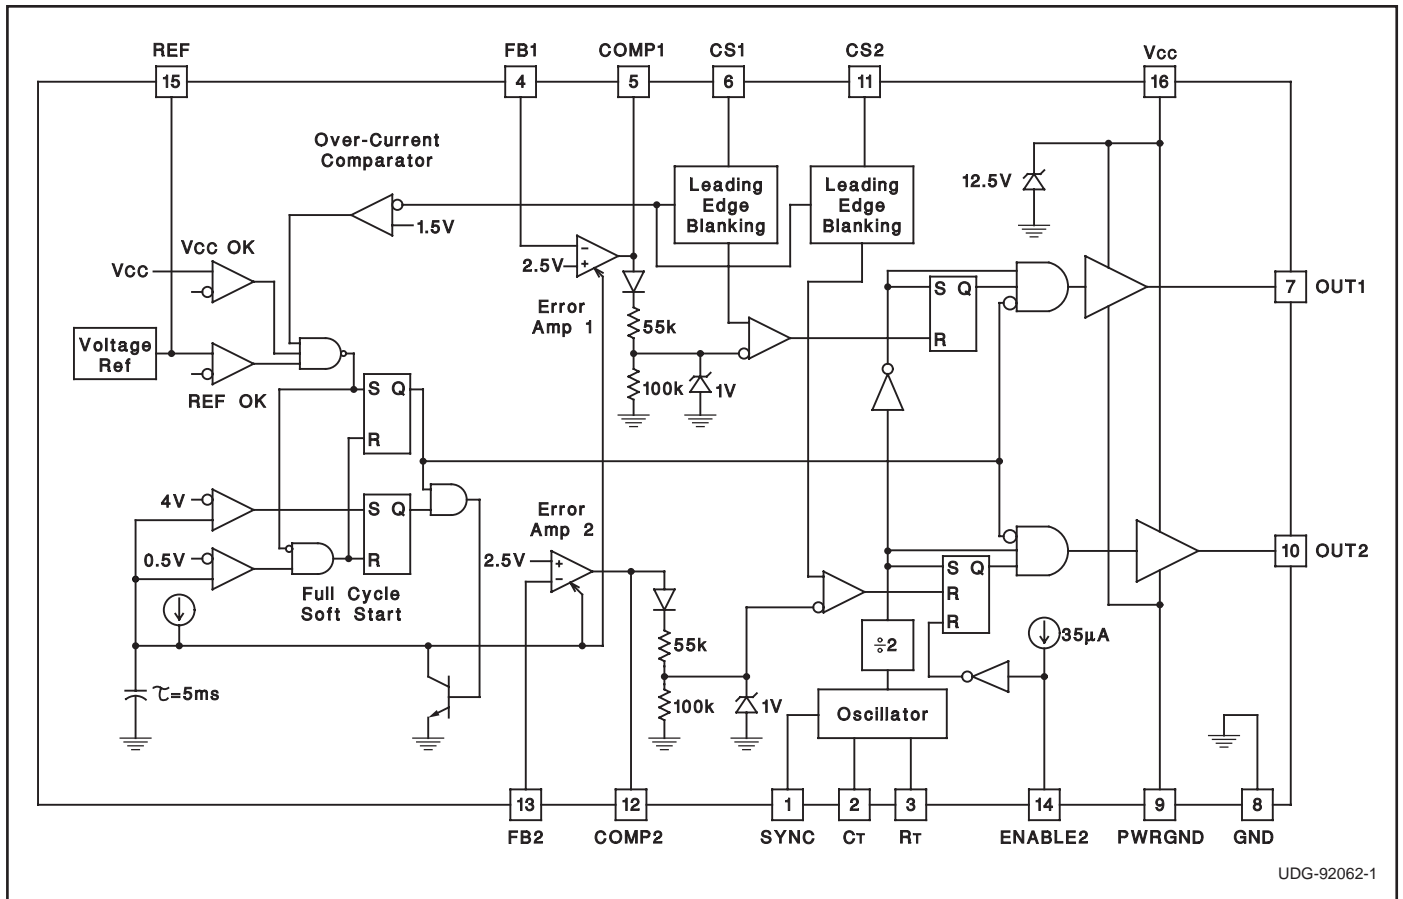 REF
FB1
COMP1
CS1
CS2
VCC
15
4
5
6
11
16
Over-Current
Comparator
1.5V
Leading
Edge
Blanking
Leading
Edge
Blanking
12.5V
VCC OK
VCC
2.5V
Error
Amp 1
Voltage
Ref
REF OK
55k
100k
1V
S Q
R
7
OUT1
S Q
R
4V
0.5V
S Q
R
Full Cycle
Soft Start
Error
Amp 2
2.5V
S Q
R
R
10
OUT2
÷2
35µA
τ=5ms
55k
100k
1V
Oscillator
13
12
1
2
3
14
9
8
FB2
COMP2
SYNC
CT
RT
ENABLE2
PWRGND
GND
UDG-92062-1